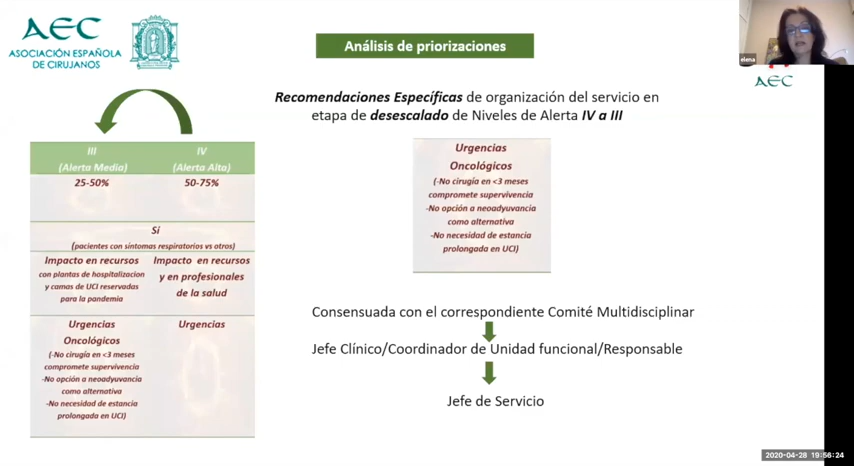 AEC
ASOCIACIÓN ESPAÑOLA
DE CIRUJANOS
Análisis de priorizaciones
elena
AEC
Recomendaciones Específicas de organización del servicio en
etapa de desescalado de Niveles de Alerta IV a III
III
(Alerta Media)
IV
(Alerta Alta)
25-50%
50-75%
Sí
(pacientes con síntomas respiratorios vs otros)
Impacto en recursos
con plantas de hospitalizacion
y camas de UCI reservadas
para la pandemia
Impacto en recursos
y en profesionales
de la salud
Urgencias
Oncológicos
(-No cirugía en <3 meses
compromete supervivencia
-No opción a neoadyuvancia
como alternativa
-No necesidad de estancia
prolongada en UCI)
Urgencias
Urgencias
Oncológicos
(-No cirugía en <3 meses
compromete supervivencia
-No opción a neoadyuvancia
como alternativa
-No necesidad de estancia
prolongada en UCI)
Consensuada con el correspondiente Comité Multidisciplinar
Jefe Clínico/Coordinador de Unidad funcional/Responsable
Jefe de Servicio
2020-04-28 19:56:24